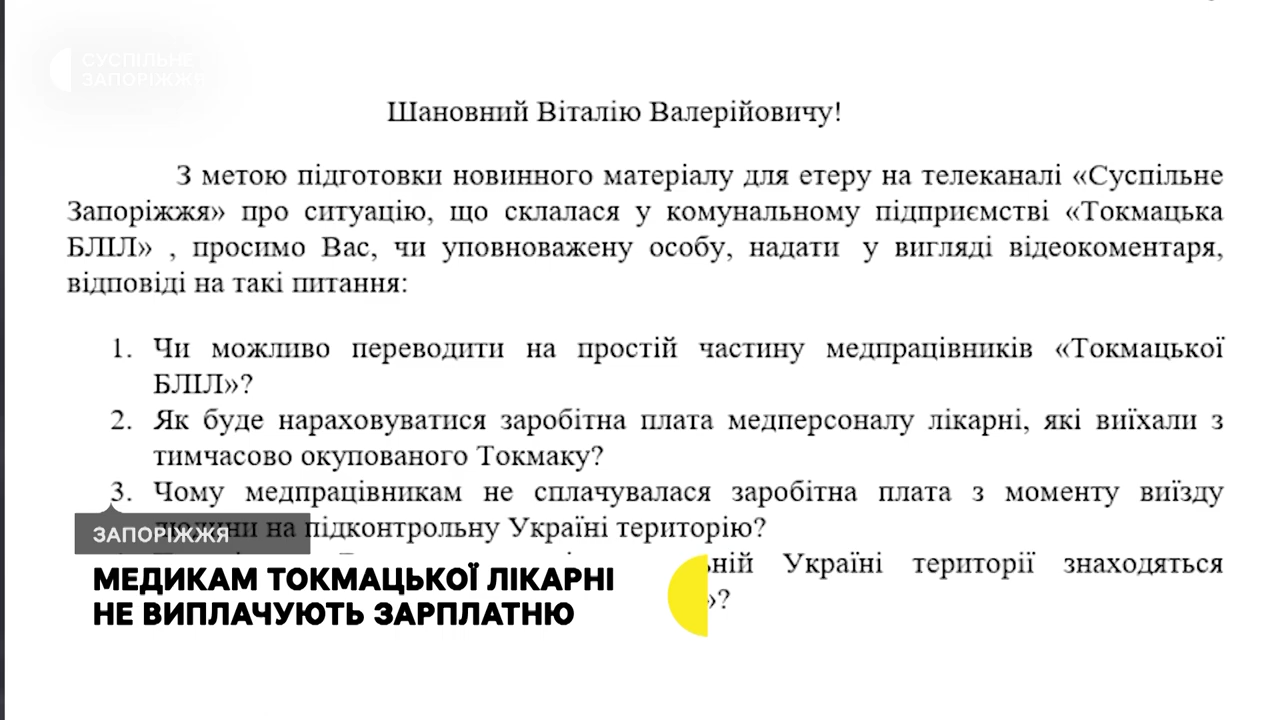 СУСПІЛЬНЕ
ЗАПОРІЖЖЯ
Шановний Віталію Валерійовичу!
З метою підготовки новинного матеріалу для етеру на телеканалі «Суспільне
Запоріжжя» про ситуацію, що склалася у комунальному підприємстві «Токмацька
БЛІЛ» , просимо Вас, чи уповноважену особу, надати у вигляді відеокоментаря,
відповіді на такі питання:
1. Чи можливо переводити на простій частину медпрацівників «Токмацької
БЛІЛ»?
2. Як буде нараховуватися заробітна плата медперсоналу лікарні, які виїхали з
тимчасово окупованого Токмаку?
3. Чому медпрацівникам не сплачувалася заробітна плата з моменту виїзду
людини на підконтрольну Україні територію?
Україні території знаходяться
»?
ЗАПОРІЖЖЯ
МЕДИКАМ ТОКМАЦЬКОЇ ЛІКАРНІ
НЕ ВИПЛАЧУЮТЬ ЗАРПЛАТНЮ